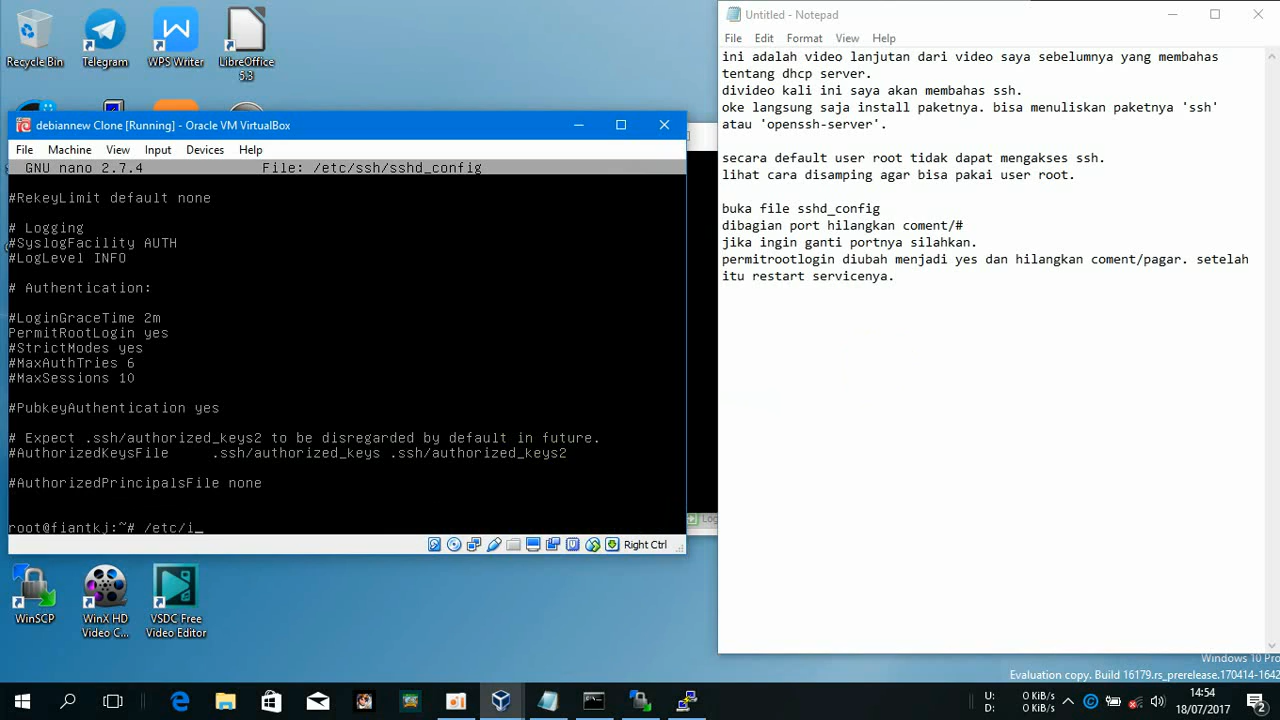 Recycle Bin
Telegram
WPS Writer
LibreOffice
5.3
debiannew Clone [Running] - Oracle VM VirtualBox
File Machine View Input Devices Help
GNU nano 2.7.4 File: /etc/ssh/sshd_config
#RekeyLimit default none
# Logging
#SyslogFacility AUTH
#LogLevel INFO
# Authentication:
#LoginGraceTime 2m
PermitRootLogin yes
#StrictModes yes
#MaxAuthTries 6
#MaxSessions 10
#PubkeyAuthentication yes
# Expect .ssh/authorized_keys2 to be disregarded by default in future.
#AuthorizedKeysFile .ssh/authorized_keys .ssh/authorized_keys2
#AuthorizedPrincipalsFile none
root@fiantkj:~# /etc/i_
Right Ctrl
Log
WinSCP
WinX HD
Video C...
VSDC Free
Video Editor
Untitled - Notepad
File Edit Format View Help
ini adalah video lanjutan dari video saya sebelumnya yang membahas
tentang dhcp server.
divideo kali ini saya akan membahas ssh.
oke langsung saja install paketnya. bisa menuliskan paketnya 'ssh'
atau 'openssh-server'.
secara default user root tidak dapat mengakses ssh.
lihat cara disamping agar bisa pakai user root.
buka file sshd_config
dibagian port hilangkan coment/#
jika ingin ganti portnya silahkan.
permitrootlogin diubah menjadi yes dan hilangkan coment/pagar. setelah
itu restart servicenya.
Windows 10 Pro
Evaluation copy. Build 16179.rs_prerelease.170414-1642
U: 0 KiB/s
D: 0 KiB/s
14:54
18/07/2017
2